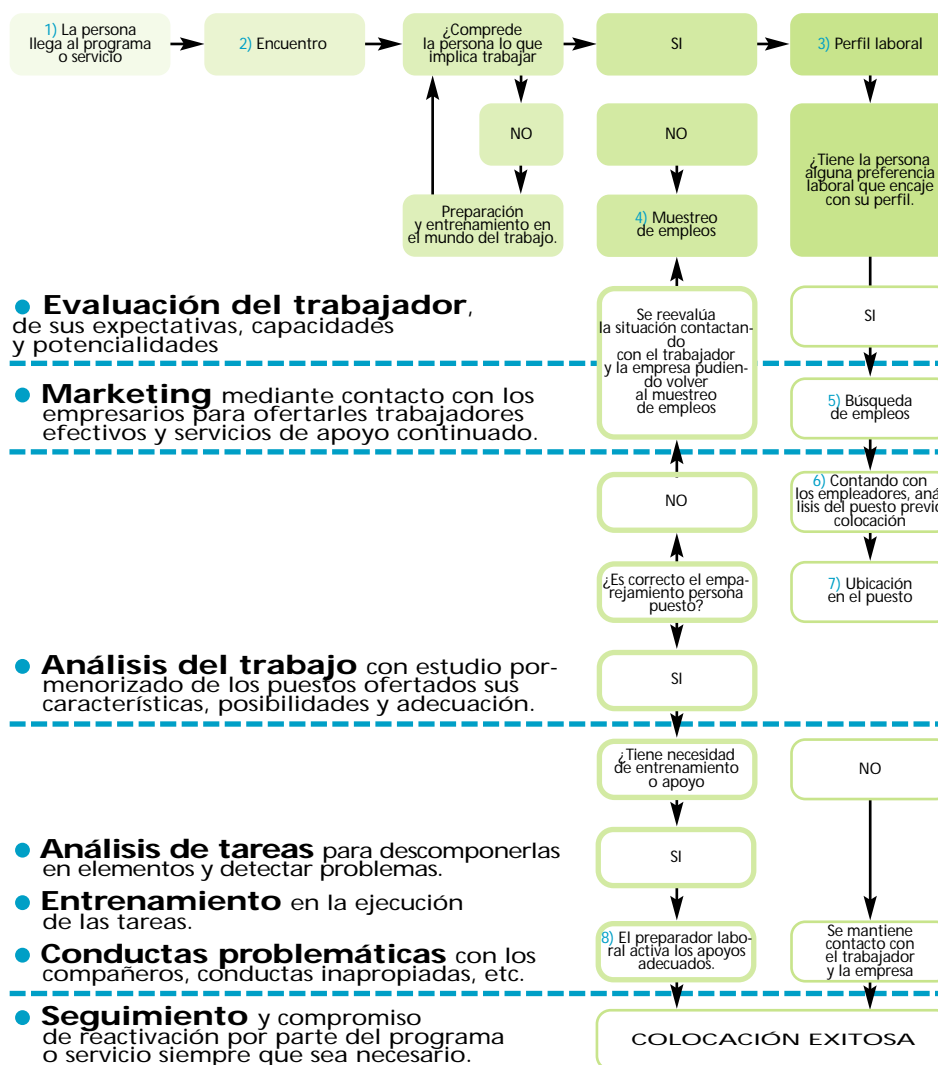 1) La persona
llega al programa
o servicio
2) Encuentro
¿Comprede
la persona lo que
implica trabajar
SI
3) Perfil laboral
NO
NO
¿Tiene la persona
alguna preferencia
laboral que encaje
con su perfil.
Preparación
y entrenamiento en
el mundo del trabajo.
4) Muestreo
de empleos
● Evaluación del trabajador,
de sus expectativas, capacidades
y potencialidades
Se reevalúa
la situación contactan-
do
con el trabajador
y la empresa pudien-
do volver
al muestreo
de empleos
SI
● Marketing mediante contacto con los
empresarios para ofertarles trabajadores
efectivos y servicios de apoyo continuado.
5) Búsqueda
de empleos
NO
6) Contando con
los empleadores, aná
lisis del puesto previo
colocación
¿Es correcto el empa-
rejamiento persona
puesto?
7) Ubicación
en el puesto
● Análisis del trabajo con estudio por-
menorizado de los puestos ofertados sus
características, posibilidades y adecuación.
SI
¿Tiene necesidad
de entrenamiento
o apoyo
NO
● Análisis de tareas para descomponerlas
en elementos y detectar problemas.
SI
● Entrenamiento en la ejecución
de las tareas.
● Conductas problemáticas con los
compañeros, conductas inapropiadas, etc.
8) El preparador labo-
ral activa los apoyos
adecuados.
Se mantiene
contacto con
el trabajador
y la empresa
● Seguimiento y compromiso
de reactivación por parte del programa
o servicio siempre que sea necesario.
COLOCACIÓN EXITOSA